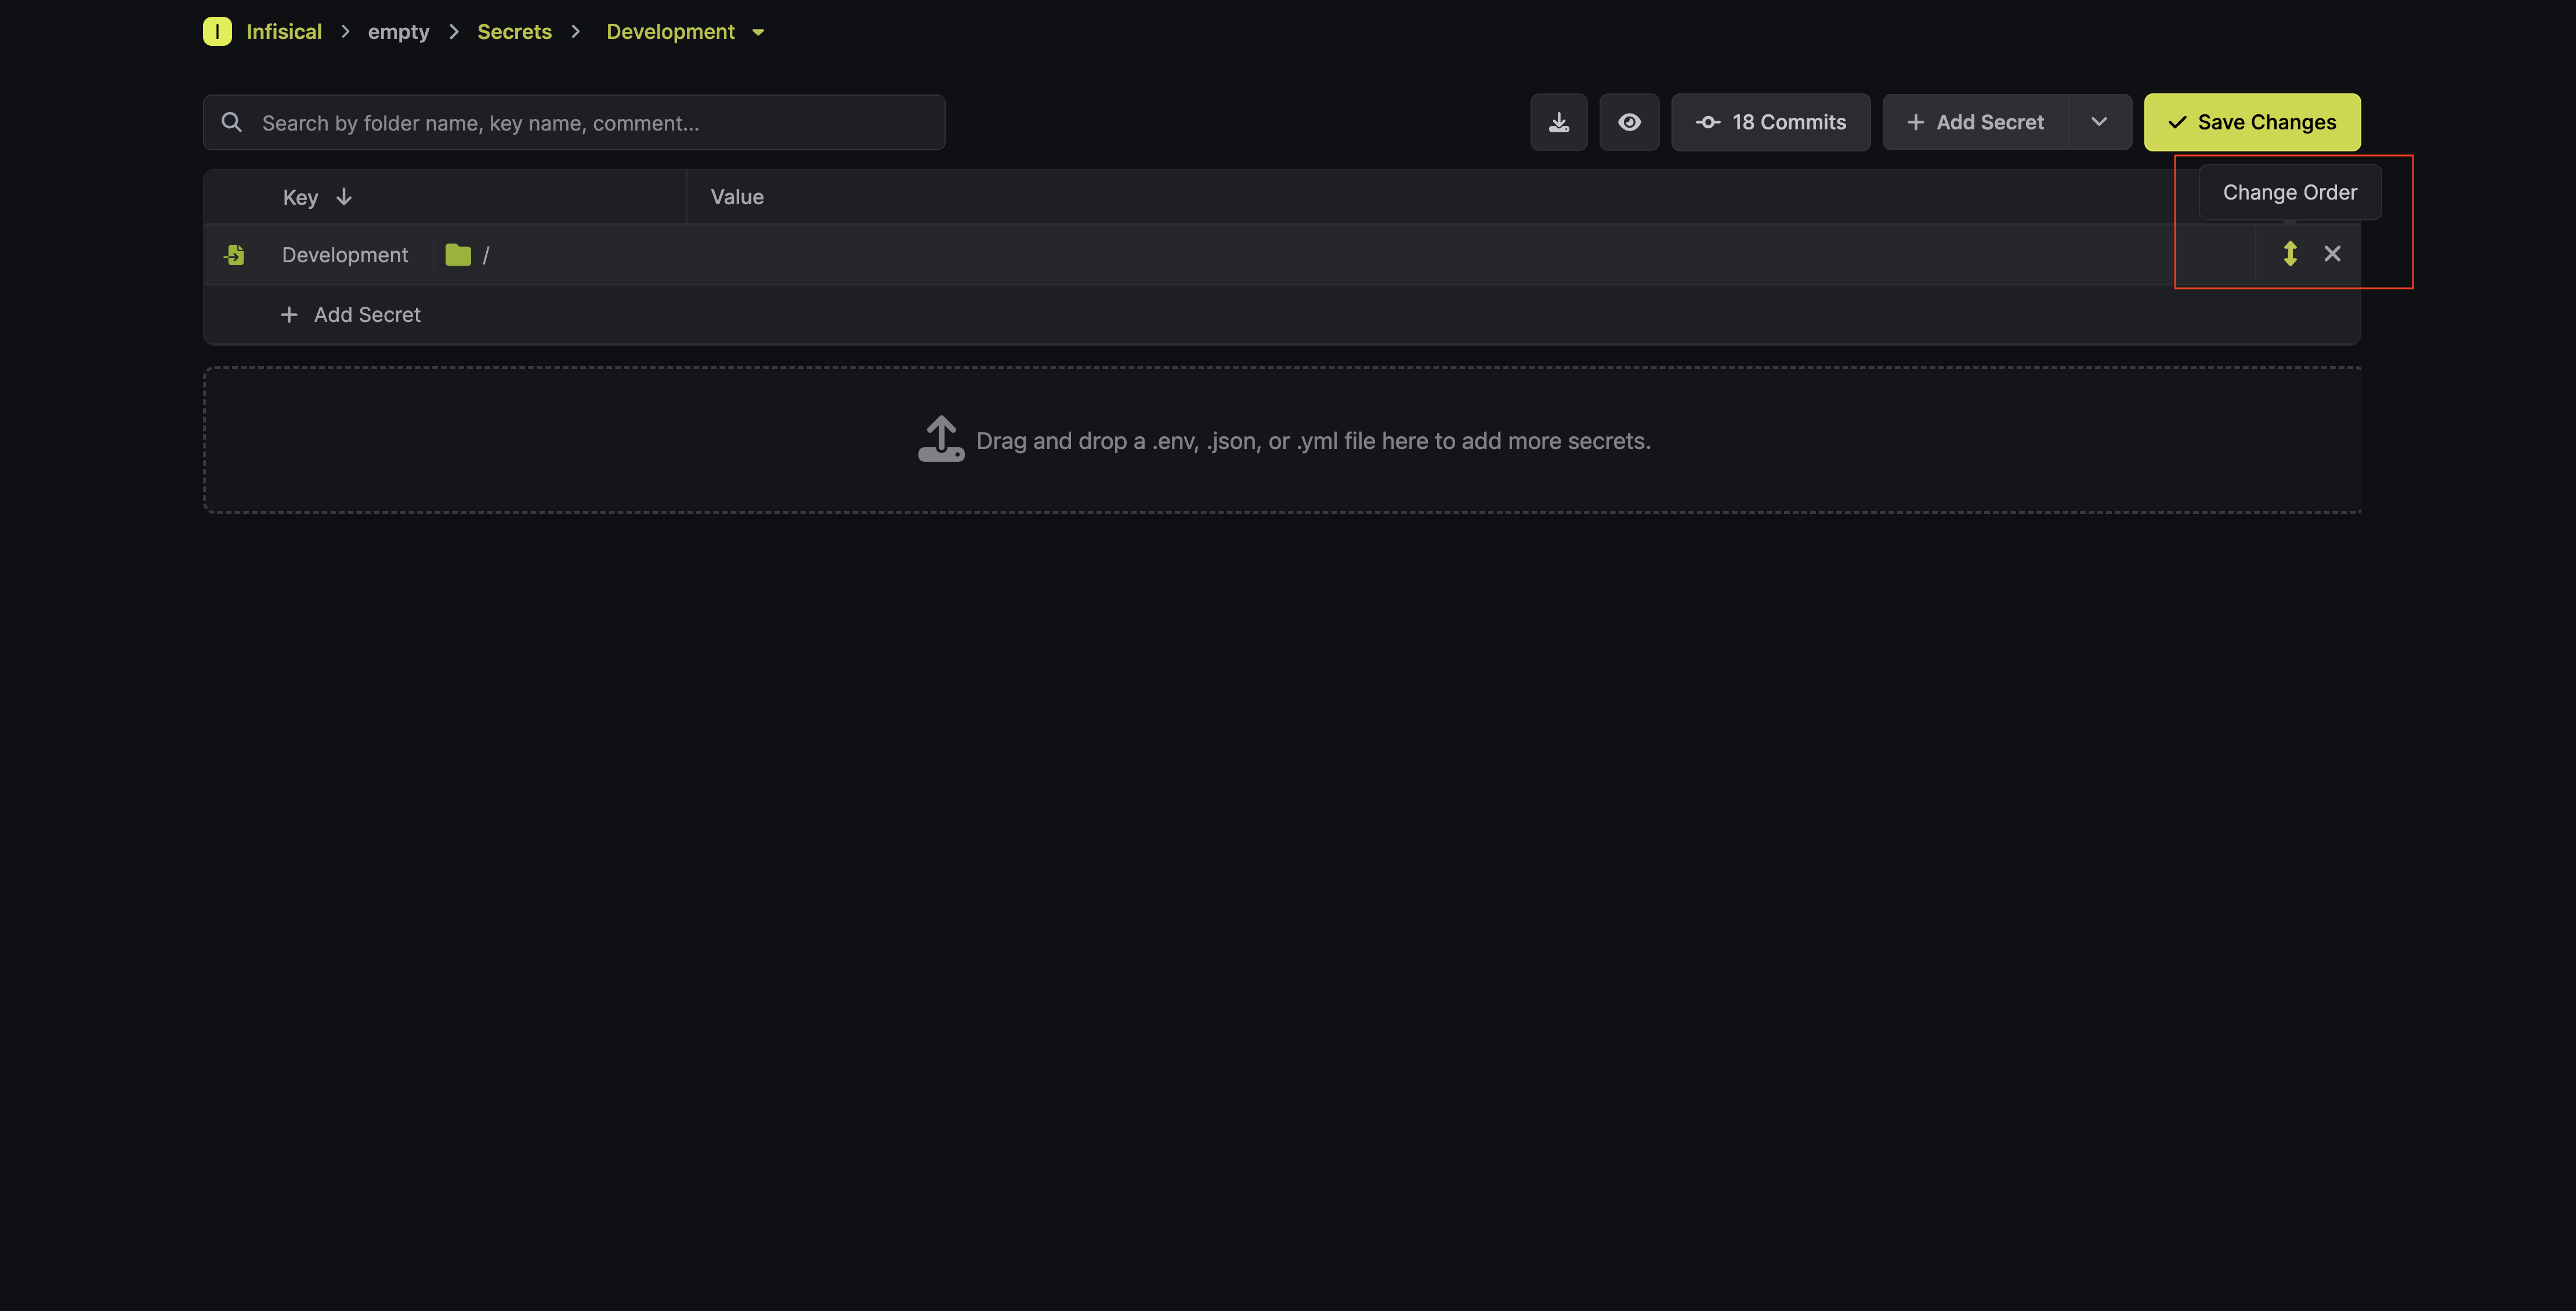 I Infisical > empty > Secrets > Development
Search by folder name, key name, comment...
18 Commits
+ Add Secret
Save Changes
Change Order
Key
Value
Development
/
+ Add Secret
Drag and drop a .env, .json, or .yml file here to add more secrets.